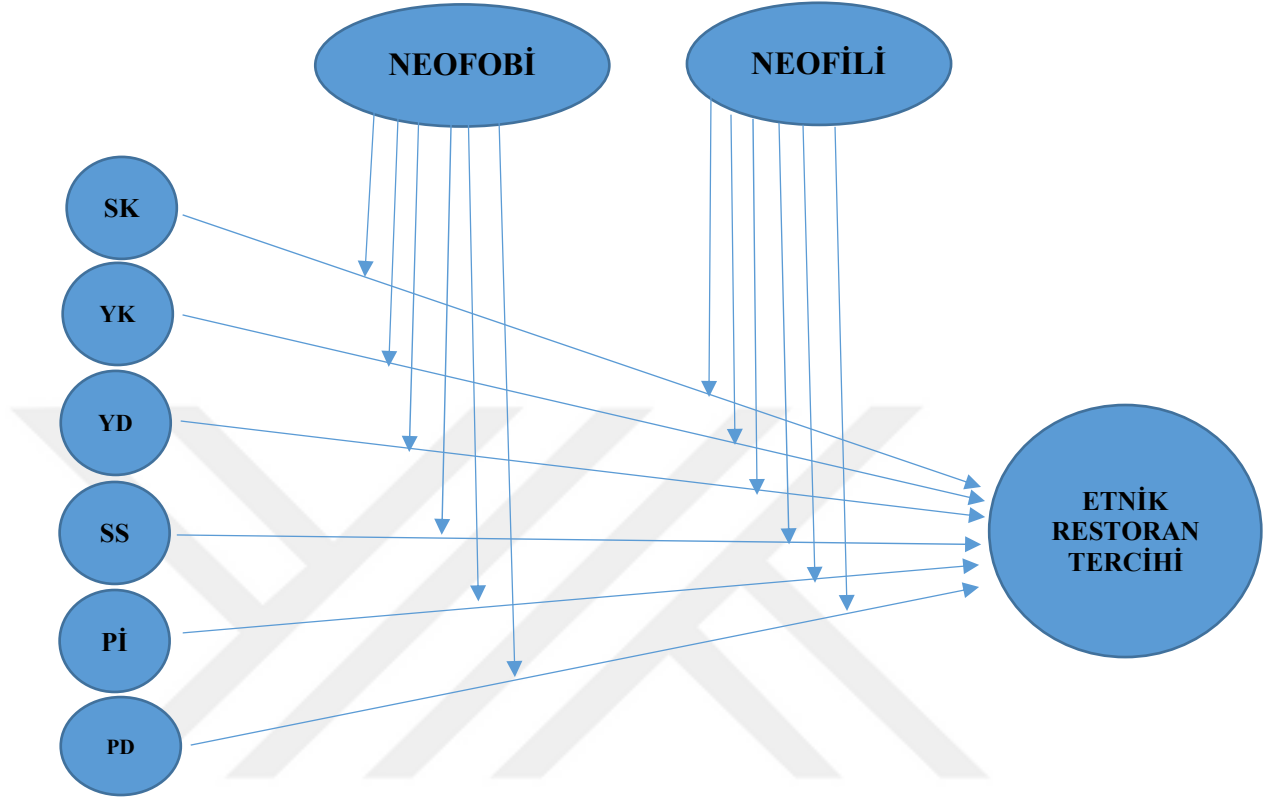 NEOFOBİ
NEOFİLİ
SK
YK
YD
SS
Pİ
PD
ETNİK
RESTORAN
TERCİHİ